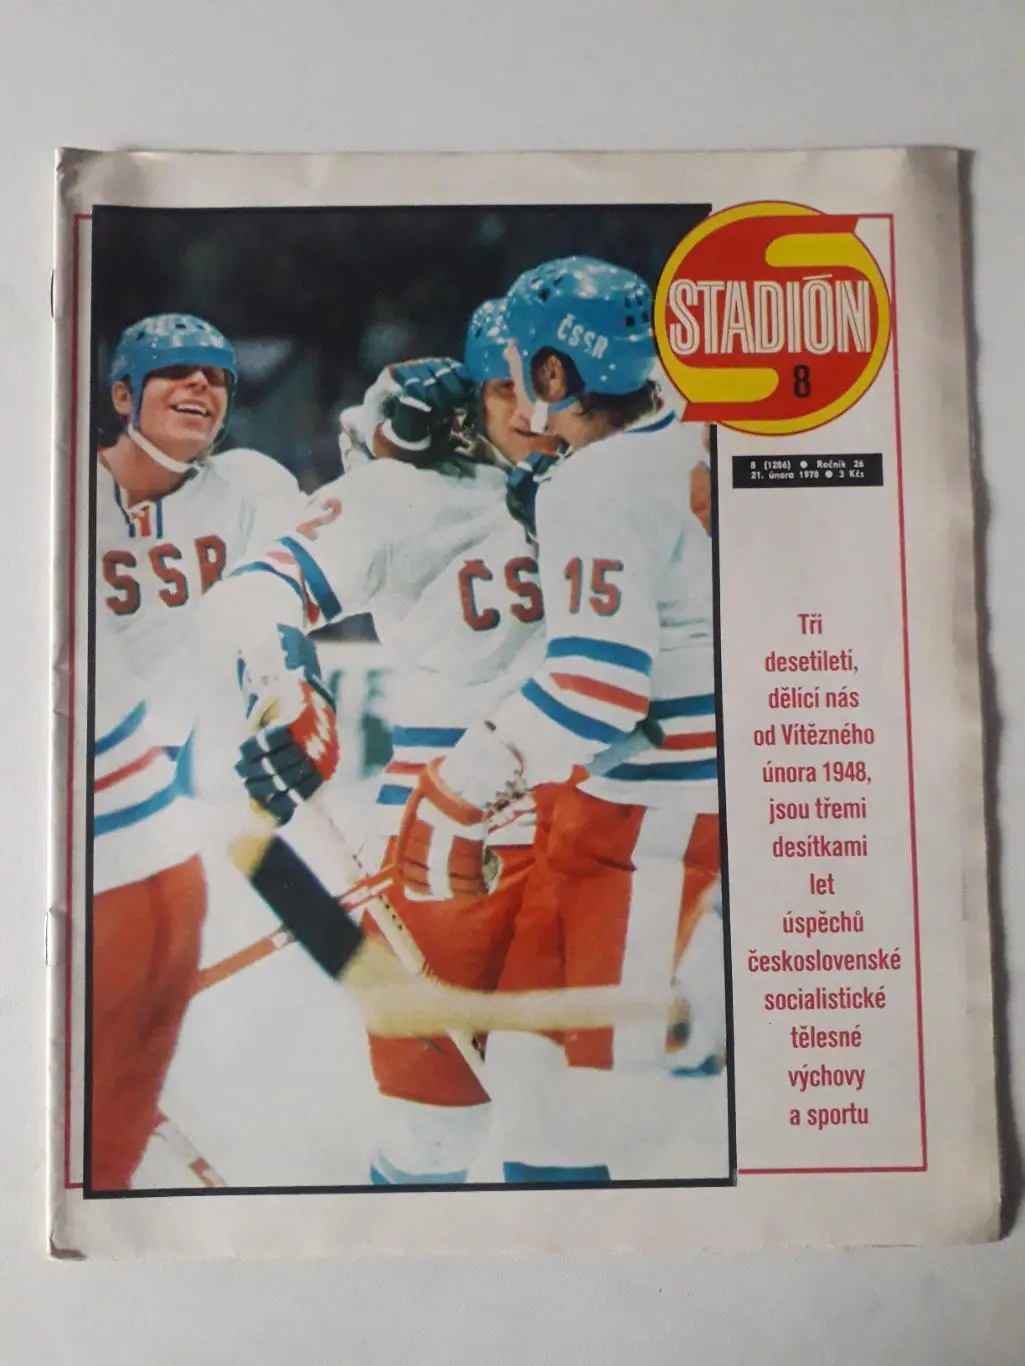 STADIÓN
8
8 (1286) ● Ročník 26
21. února 1978 ● 3 Kčs
ČSSR
SSR
2
ČS
15
Tři
desetiletí,
dělící nás
od Vítězného
února 1948,
jsou třemi
desítkami
let
úspěchů
československé
socialistické
tělesné
výchovy
a sportu